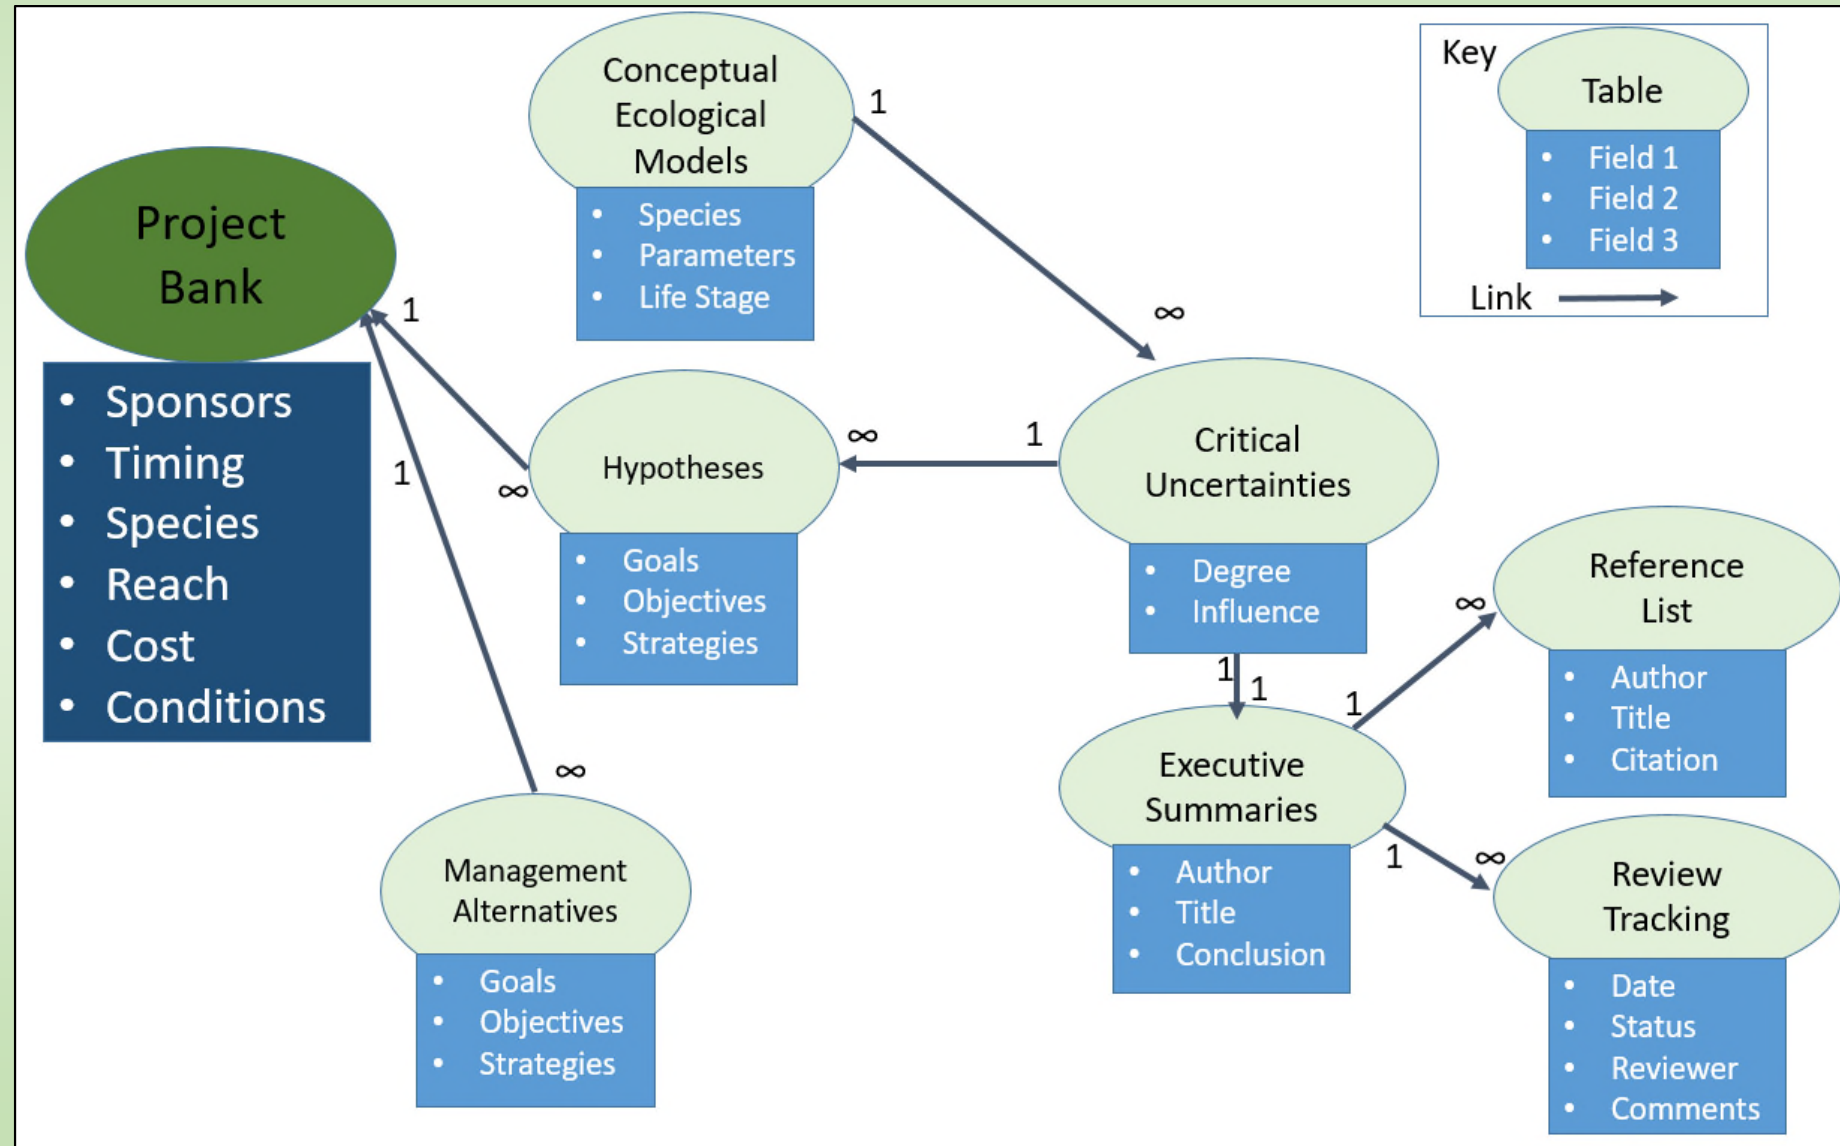 Project
Bank
• Sponsors
• Timing
• Species
• Reach
• Cost
• Conditions
1
1
Conceptual
Ecological
Models
• Species
• Parameters
• Life Stage
1
∞
Hypotheses
• Goals
• Objectives
• Strategies
∞
∞
1
Management
Alternatives
• Goals
• Objectives
• Strategies
∞
Critical
Uncertainties
• Degree
• Influence
1
1
Executive
Summaries
• Author
• Title
• Conclusion
1
∞
1
∞
Reference
List
• Author
• Title
• Citation
Review
Tracking
• Date
• Status
• Reviewer
• Comments
Key
Table
• Field 1
• Field 2
• Field 3
Link